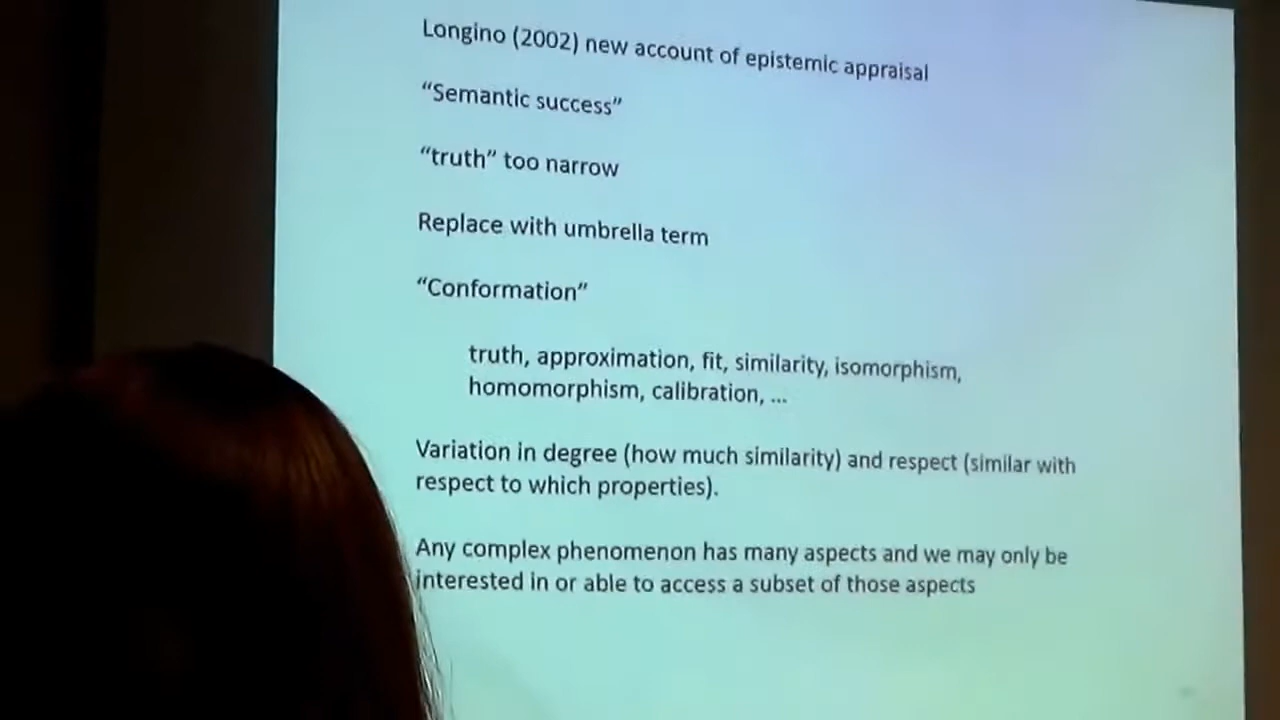 Longino (2002) new account of epistemic appraisal
“Semantic success”
“truth” too narrow
Replace with umbrella term
“Conformation”
truth, approximation, fit, similarity, isomorphism,
homomorphism, calibration, ...
Variation in degree (how much similarity) and respect (similar with
respect to which properties).
Any complex phenomenon has many aspects and we may only be
interested in or able to access a subset of those aspects